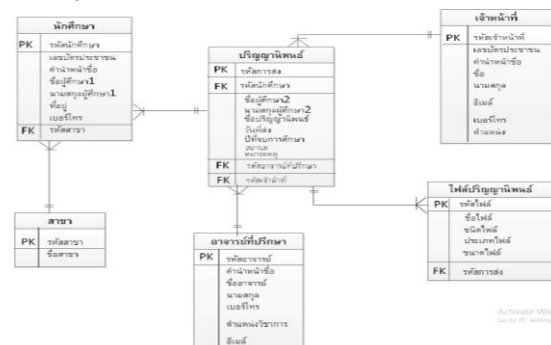 นักศึกษา
PK รหัสนักศึกษา
เลขบัตรประชาชน
คำนำหน้าชื่อ
ชื่อผู้ศึกษา1
นามสกุลผู้ศึกษา1
ที่อยู่
เบอร์โทร
FK รหัสสาขา
สาขา
PK รหัสสาขา
ชื่อสาขา
ปริญญานิพนธ์
PK รหัสการส่ง
FK รหัสนักศึกษา
ชื่อผู้ศึกษา2
นามสกุลผู้ศึกษา2
ชื่อปริญญานิพนธ์
วันที่ส่ง
ปีที่จบการศึกษา
สถานะ
หมายเหตุ
FK รหัสอาจารย์ที่ปรึกษา
FK รหัสเจ้าหน้าที่
อาจารย์ที่ปรึกษา
PK รหัสอาจารย์
คำนำหน้าชื่อ
ชื่ออาจารย์
นามสกุล
เบอร์โทร
ตำแหน่งวิชาการ
อีเมล์
เจ้าหน้าที่
PK รหัสเจ้าหน้าที่
เลขบัตรประชาชน
คำนำหน้าชื่อ
ชื่อ
นามสกุล
อีเมล์
เบอร์โทร
ตำแหน่ง
ไฟล์ปริญญานิพนธ์
PK รหัสไฟล์
ชื่อไฟล์
ชนิดไฟล์
ประเภทไฟล์
ขนาดไฟล์
FK รหัสการส่ง
Activate Wi
Go to PC setting